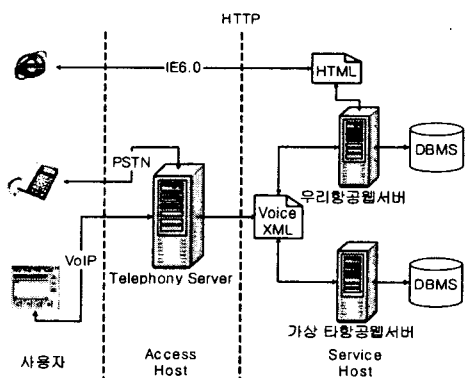 HTTP
IE6.0
HTML
PSTN
DBMS
우리항공웹서버
Voice
XML
VoIP
Telephony Server
DBMS
가상 타항공웹서버
사용자
Access
Host
Service
Host